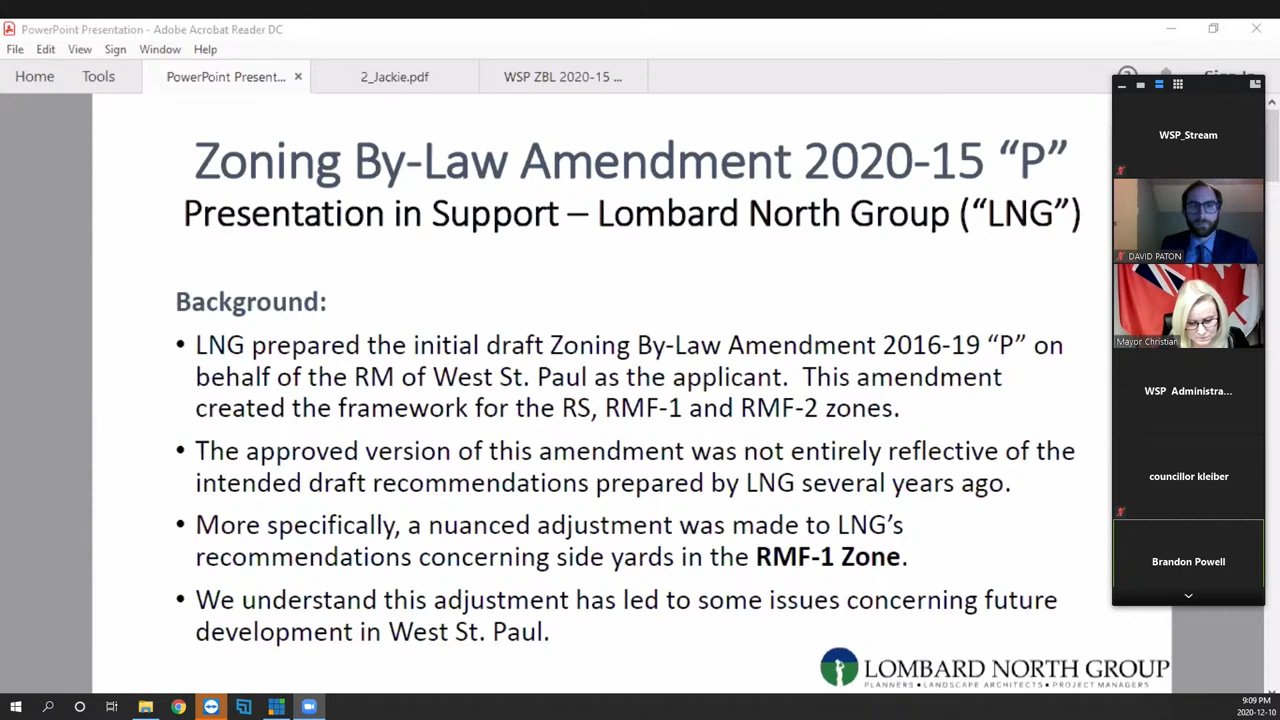 PowerPoint Presentation - Adobe Acrobat Reader DC
File Edit View Sign Window Help
Home Tools PowerPoint Present... × 2_Jackie.pdf WSP ZBL 2020-15 ...
Zoning By-Law Amendment 2020-15 “P”
Presentation in Support – Lombard North Group (“LNG”)
Background:
• LNG prepared the initial draft Zoning By-Law Amendment 2016-19 “P” on
behalf of the RM of West St. Paul as the applicant. This amendment
created the framework for the RS, RMF-1 and RMF-2 zones.
• The approved version of this amendment was not entirely reflective of the
intended draft recommendations prepared by LNG several years ago.
• More specifically, a nuanced adjustment was made to LNG’s
recommendations concerning side yards in the RMF-1 Zone.
• We understand this adjustment has led to some issues concerning future
development in West St. Paul.
LOMBARD NORTH GROUP
PLANNERS • LANDSCAPE ARCHITECTS • PROJECT MANAGERS
WSP_Stream
DAVID PATON
Mayor Christian
WSP Administra...
councillor kleiber
Brandon Powell
9:09 PM
2020-12-10